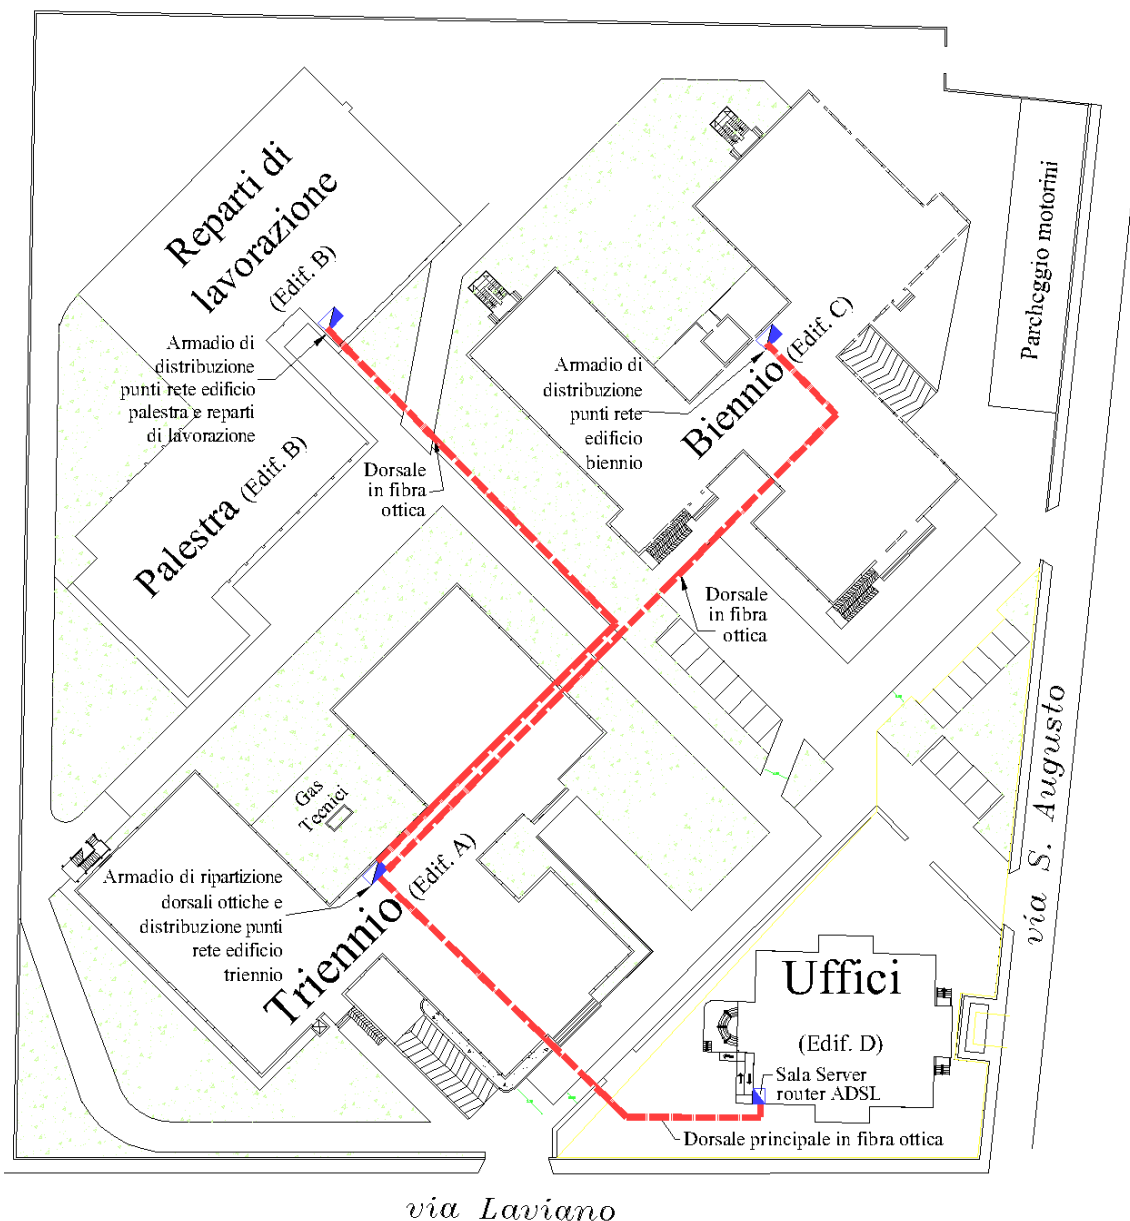 Reparti di
lavorazione
(Edif. B)
Parcheggio motorini
Armadio di
distribuzione
punti rete edificio
palestra e reparti
di lavorazione
Armadio di
distribuzione
punti rete
edificio
biennio
Biennio (Edif. C)
Palestra (Edif. B)
Dorsale
in fibra
ottica
Dorsale
in fibra
ottica
Gas
Tecnici
Armadio di ripartizione
dorsali ottiche e
distribuzione punti
rete edificio
triennio
Triennio (Edif. A)
via S. Augusto
Uffici
(Edif. D)
Sala Server
router ADSL
Dorsale principale in fibra ottica
via Laviano